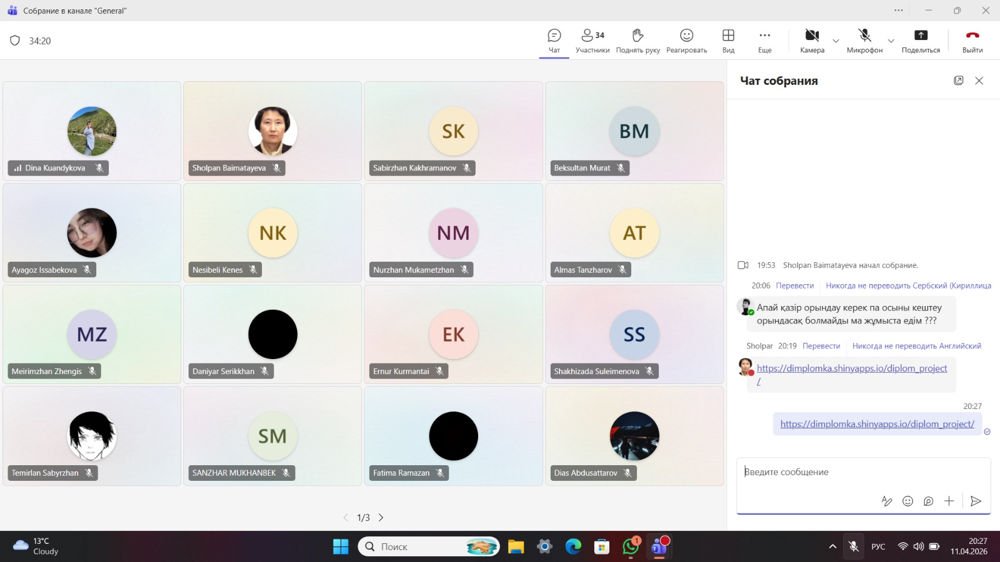 Собрание в канале "General"
34:20
Чат
34
Участники
Поднять руку
Реагировать
Вид
Еще
Камера
Микрофон
Поделиться
Выйти
Dina Kuandykova
Sholpan Baimatayeva
SK
Sabirzhan Kakhramanov
BM
Beksultan Murat
Ayagoz Issabekova
NK
Nesibeli Kenes
NM
Nurzhan Mukametzhan
AT
Almas Tanzharov
MZ
Meirimzhan Zhengis
Daniyar Serikkhan
EK
Ernur Kurmantai
SS
Shakhizada Suleimenova
Temirlan Sabyrzhan
SM
SANZHAR MUKHANBEK
Fatima Ramazan
Dias Abdusattarov
1/3
Чат собрания
19:53 Sholpan Baimatayeva начал собрание.
20:06 Перевести Никогда не переводить Сербский (Кириллица
Апай қазір орындау керек па осыны кештеу
орындасақ болмайды ма жұмыста едім ???
Sholpar 20:19 Перевести Никогда не переводить Английский
https://dimplomka.shinyapps.io/diplom_project
/
20:27
https://dimplomka.shinyapps.io/diplom_project/
Введите сообщение
13°C
Cloudy
Поиск
1
РУС
20:27
11.04.2026